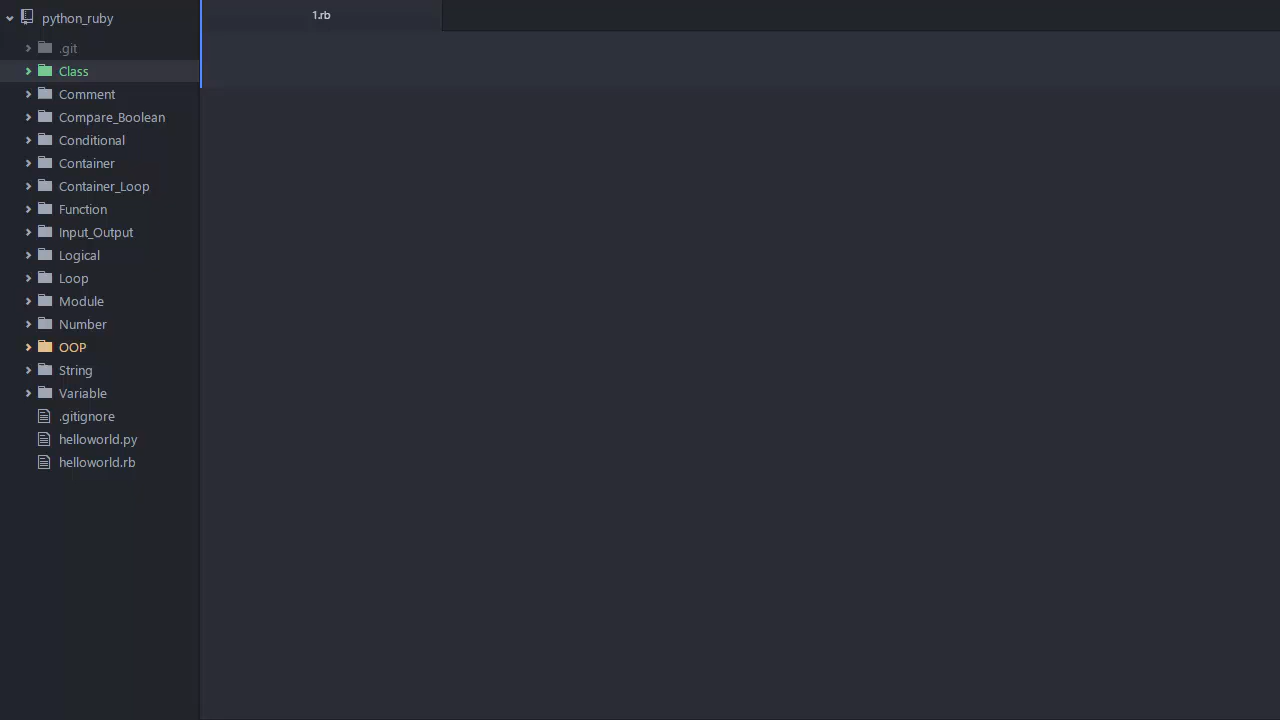 python_ruby
1.rb
.git
Class
Comment
Compare_Boolean
Conditional
Container
Container_Loop
Function
Input_Output
Logical
Loop
Module
Number
OOP
String
Variable
.gitignore
helloworld.py
helloworld.rb